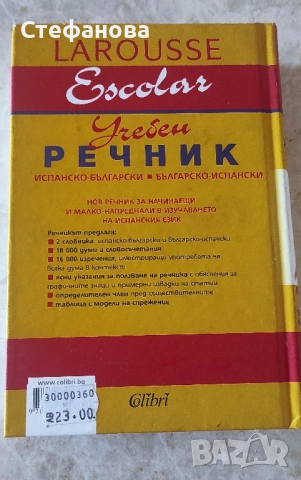 Стефанова
LAROUSSE
Escolar
Учебен
РЕЧНИК
ИСПАНСКО-БЪЛГАРСКИ ■ БЪЛГАРСКО-ИСПАНСКИ
НОВ РЕЧНИК ЗА НАЧИНАЕЩИ
И МАЛКО НАПРЕДНАЛИ В ИЗУЧАВАНЕТО
НА ИСПАНСКИЯ ЕЗИК
Речникът предлага:
■ 2 словника: испанско-български и българско-испански
■ 18 000 думи и словосъчетания
■ 16 000 изречения, илюстриращи употребата на
всяка дума в контекст
■ ясни указания за ползване на речника с обяснения за
графичните знаци и примерни извадки на статии
■ определителен член пред съществителните
■ таблица с модели на спрежение
www.colibri.bg
30000360
23.00
Colibri
BAZAR.BG